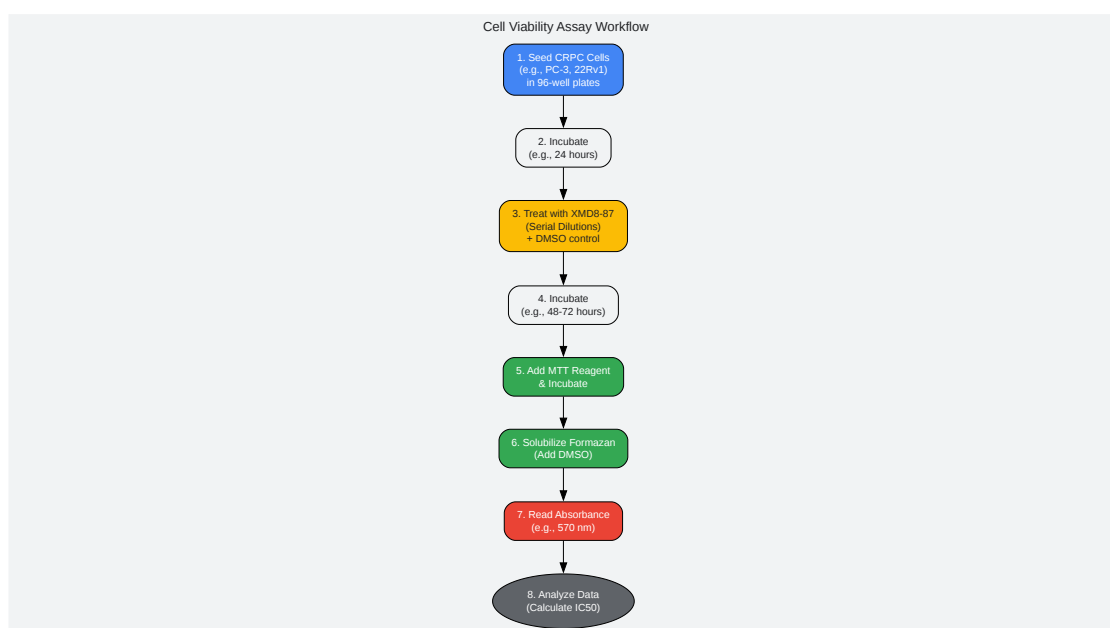 Cell Viability Assay Workflow
1. Seed CRPC Cells
(e.g., PC-3, 22Rv1)
in 96-well plates
2. Incubate
(e.g., 24 hours)
3. Treat with XMD8-87
(Serial Dilutions)
+ DMSO control
4. Incubate
(e.g., 48-72 hours)
5. Add MTT Reagent
& Incubate
6. Solubilize Formazan
(Add DMSO)
7. Read Absorbance
(e.g., 570 nm)
8. Analyze Data
(Calculate IC50)